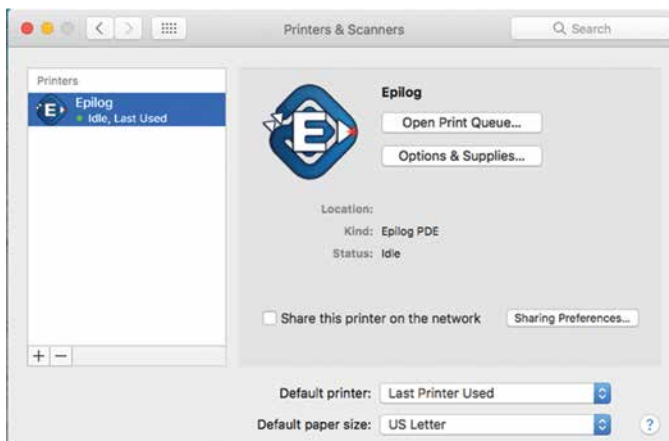 Printers & Scanners
Search
Printers
Epilog
Idle, Last Used
E
E
Epilog
Open Print Queue...
Options & Supplies...
Location:
Kind: Epilog PDE
Status: Idle
Share this printer on the network
Sharing Preferences...
+ −
Default printer: Last Printer Used
Default paper size: US Letter
?